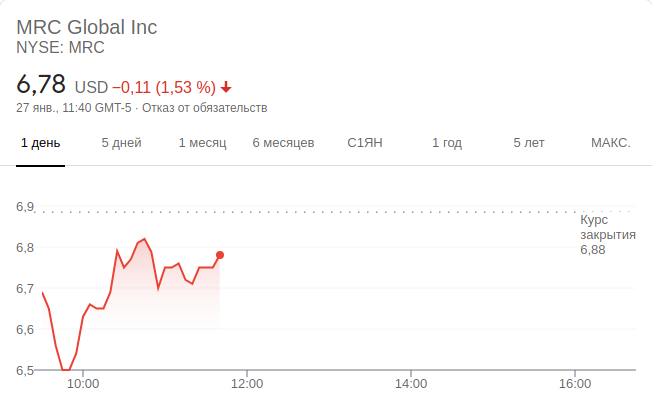 MRC Global Inc
NYSE: MRC
6,78 USD −0,11 (1,53 %)
27 янв., 11:40 GMT-5 · Отказ от обязательств
1 день 5 дней 1 месяц 6 месяцев С1ЯН 1 год 5 лет МАКС.
6,9
Курс
закрытия
6,88
6,8
6,7
6,6
6,5
10:00 12:00 14:00 16:00